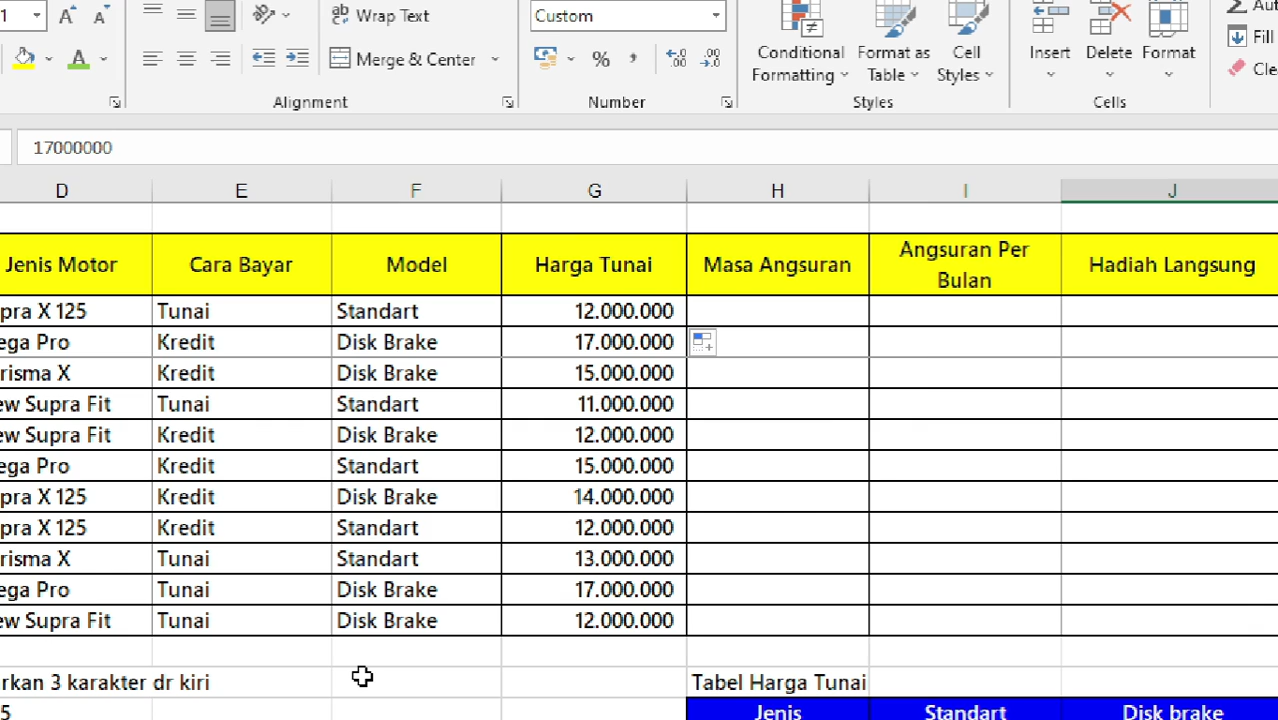 Wrap Text
Custom
Merge & Center
%
Conditional Formatting
Format as Table
Cell Styles
Insert
Delete
Format
Fill
Alignment
Number
Styles
Cells
17000000
D E F G H I J
Jenis Motor Cara Bayar Model Harga Tunai Masa Angsuran Angsuran Per Bulan Hadiah Langsung
pra X 125 Tunai Standart 12.000.000
ega Pro Kredit Disk Brake 17.000.000
risma X Kredit Disk Brake 15.000.000
ew Supra Fit Tunai Standart 11.000.000
ew Supra Fit Kredit Disk Brake 12.000.000
ega Pro Kredit Standart 15.000.000
pra X 125 Kredit Disk Brake 14.000.000
pra X 125 Kredit Standart 12.000.000
risma X Tunai Standart 13.000.000
ega Pro Tunai Disk Brake 17.000.000
ew Supra Fit Tunai Disk Brake 12.000.000
rkan 3 karakter dr kiri Tabel Harga Tunai
5 Jenis Standart Disk brake